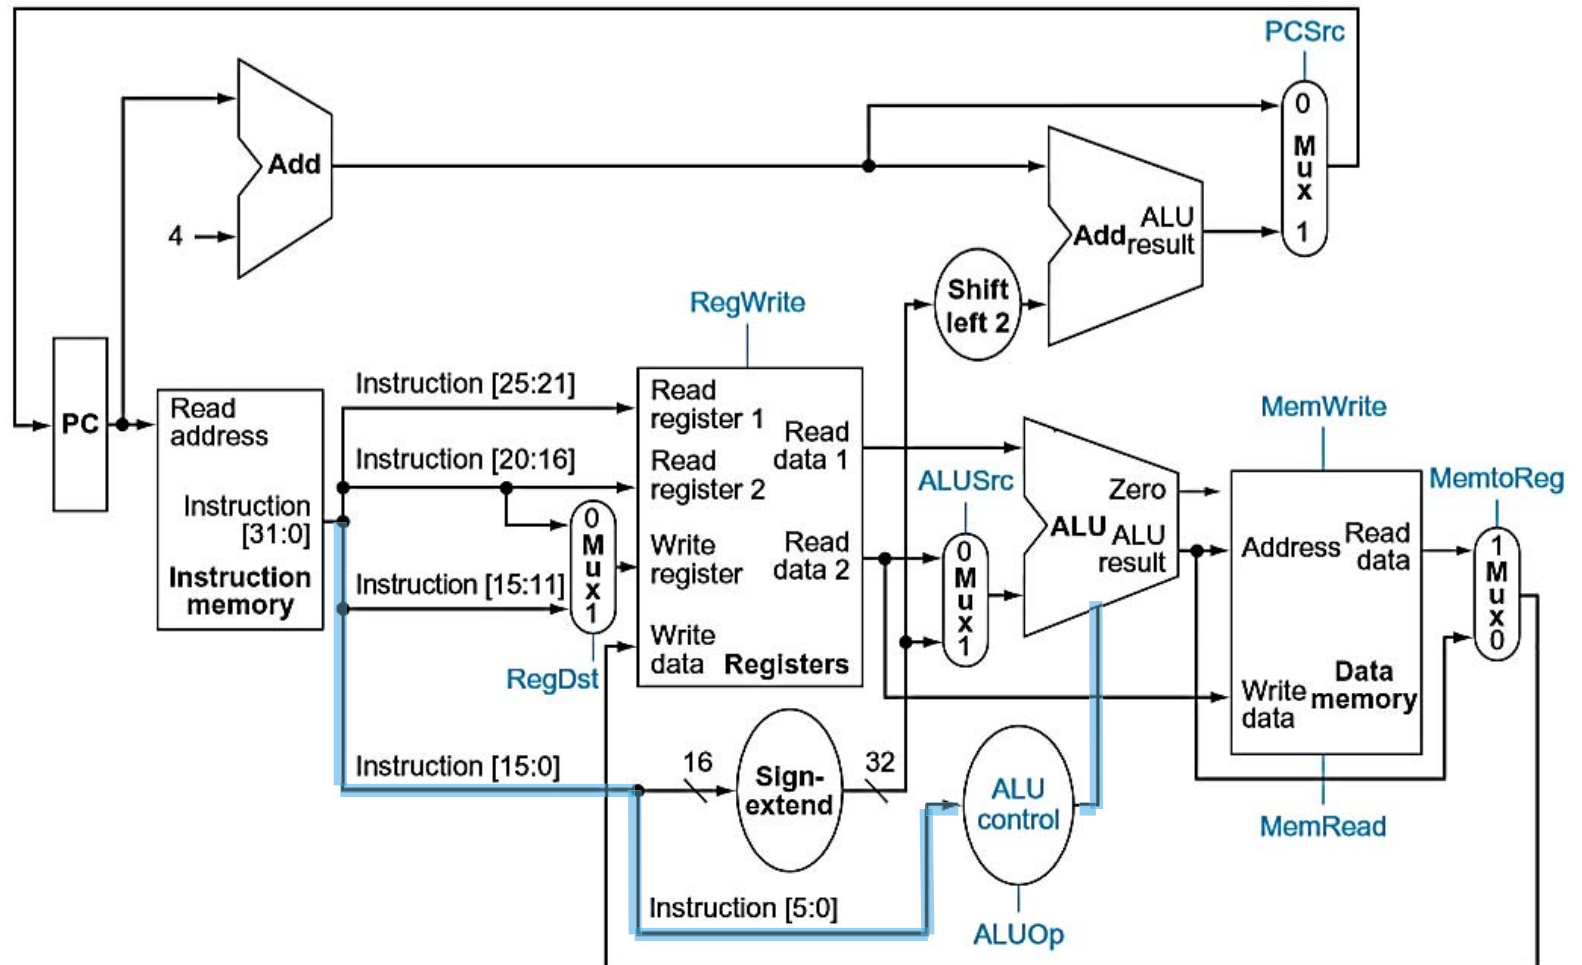 PCSrc
0
M
u
x
1
Add
4
Add
ALU
result
Shift
left 2
RegWrite
PC
Read
address
Instruction
[31:0]
Instruction
memory
Instruction [25:21]
Instruction [20:16]
Instruction [15:11]
0
M
u
x
1
RegDst
Read
register 1
Read
register 2
Write
register
Write
data
Read
data 1
Read
data 2
Registers
ALUSrc
0
M
u
x
1
Zero
ALU
ALU
result
MemWrite
Address
Read
data
Write
data
Data
memory
MemRead
MemtoReg
1
M
u
x
0
Instruction [15:0]
16
Sign-
extend
32
ALU
control
Instruction [5:0]
ALUOp